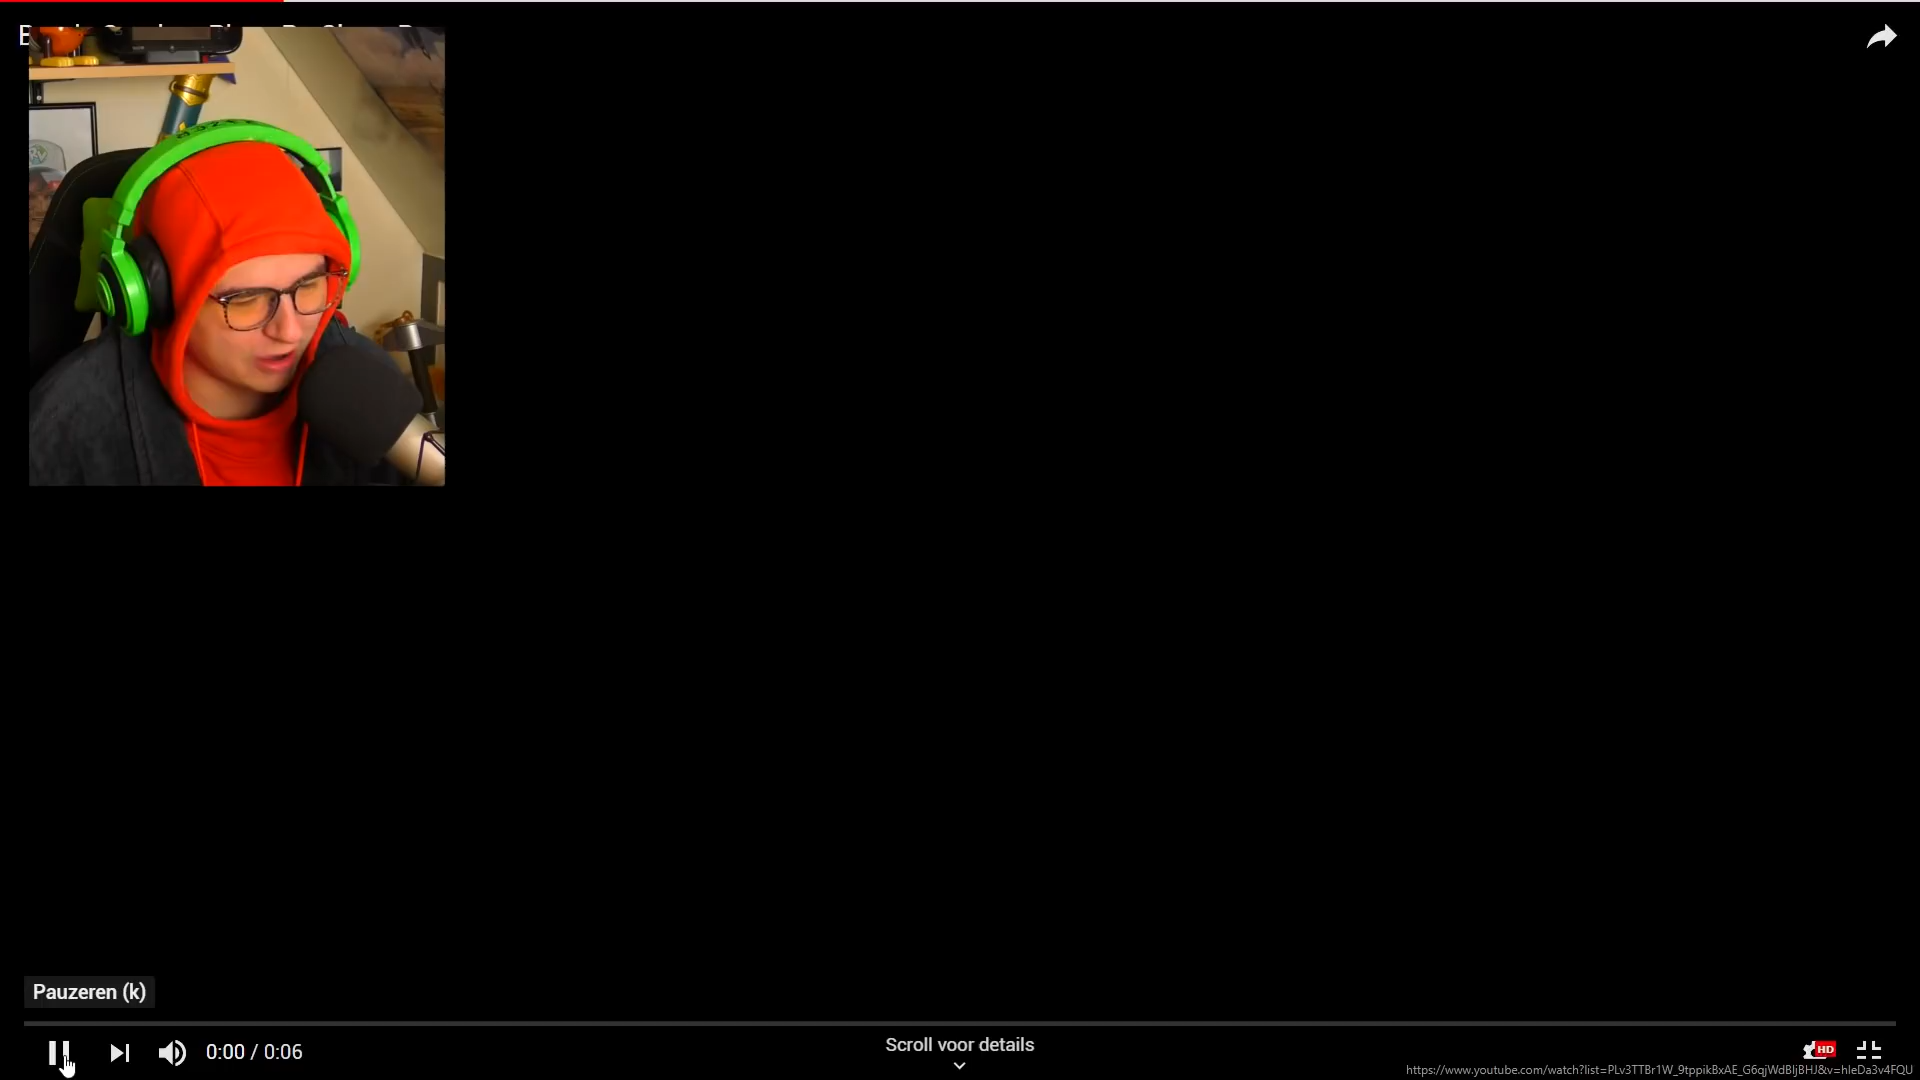 Pauzeren (k)
0:00 / 0:06
Scroll voor details
HD
https://www.youtube.com/watch?list=PLv3TTBr1W_9tppikBxAE_G6qjWdBljBHJ&v=hleDa3v4FQU